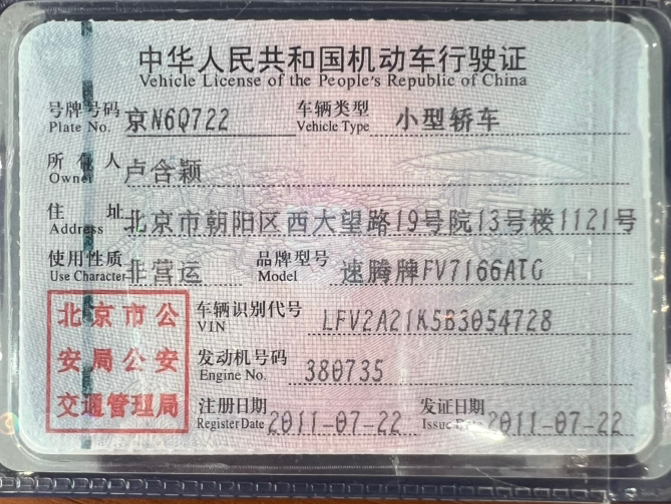 中华人民共和国机动车行驶证
Vehicle License of the People's Republic of China
号牌号码 京N6Q722 车辆类型 小型轿车
Plate No. Vehicle Type
所有人 卢含颖
Owner
住址 北京市朝阳区西大望路19号院13号楼1121号
Address
使用性质 非营运 品牌型号 速腾牌FV7166ATG
Use Character Model
北京市公 车辆识别代号 LFV2A21K5B3054728
VIN
安局公安 发动机号码 380735
Engine No.
交通管理局 注册日期 2011-07-22 发证日期 2011-07-22
Register Date Issue Date